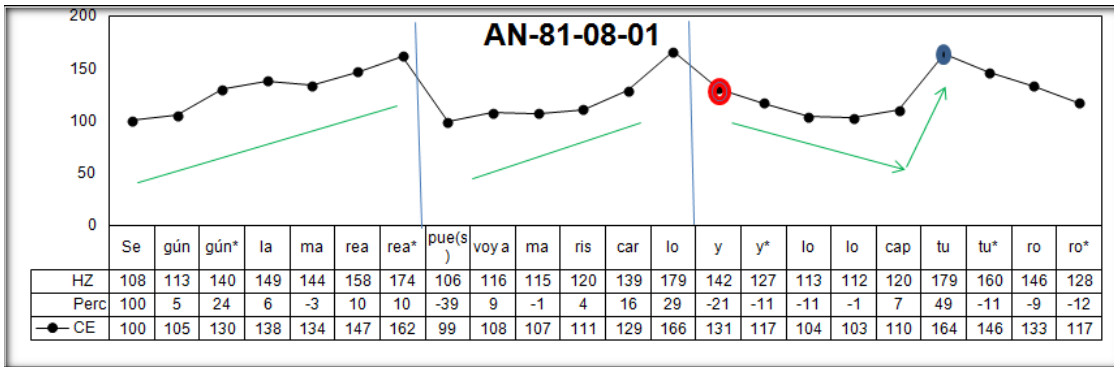 AN-81-08-01
200
150
100
50
0
Se gún gún* la ma rea rea* pue(s) voy a ma ris car lo y y* lo lo cap tu tu* ro ro*
HZ 108 113 140 149 144 158 174 106 116 115 120 139 179 142 127 113 112 120 179 160 146 128
Perc 100 5 24 6 -3 10 10 -39 9 -1 4 16 29 -21 -11 -11 -1 7 49 -11 -9 -12
CE 100 105 130 138 134 147 162 99 108 107 111 129 166 131 117 104 103 110 164 146 133 117